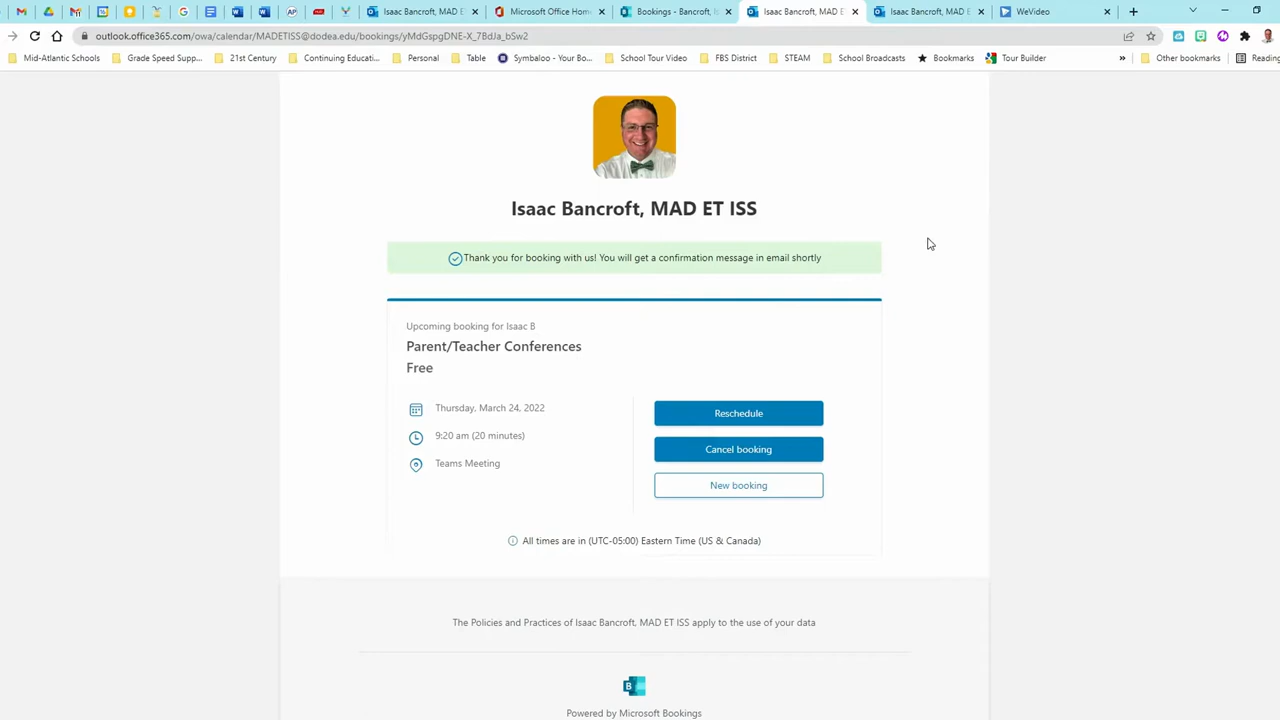 Isaac Bancroft, MAD ET
Microsoft Office Home
Bookings - Bancroft, Is
Isaac Bancroft, MAD E
Isaac Bancroft, MAD E
WeVideo
outlook.office365.com/owa/calendar/MADETISS@dodea.edu/bookings/yMdGspgDNE-X_7BdJa_bSw2
Mid-Atlantic Schools
Grade Speed Supp...
21st Century
Continuing Educati...
Personal
Table
Symbaloo - Your Bo...
School Tour Video
FBS District
STEAM
School Broadcasts
Bookmarks
Tour Builder
»
Other bookmarks
Reading
Isaac Bancroft, MAD ET ISS
Thank you for booking with us! You will get a confirmation message in email shortly
Upcoming booking for Isaac B
Parent/Teacher Conferences
Free
Thursday, March 24, 2022
9:20 am (20 minutes)
Teams Meeting
Reschedule
Cancel booking
New booking
All times are in (UTC-05:00) Eastern Time (US & Canada)
The Policies and Practices of Isaac Bancroft, MAD ET ISS apply to the use of your data
B
Powered by Microsoft Bookings